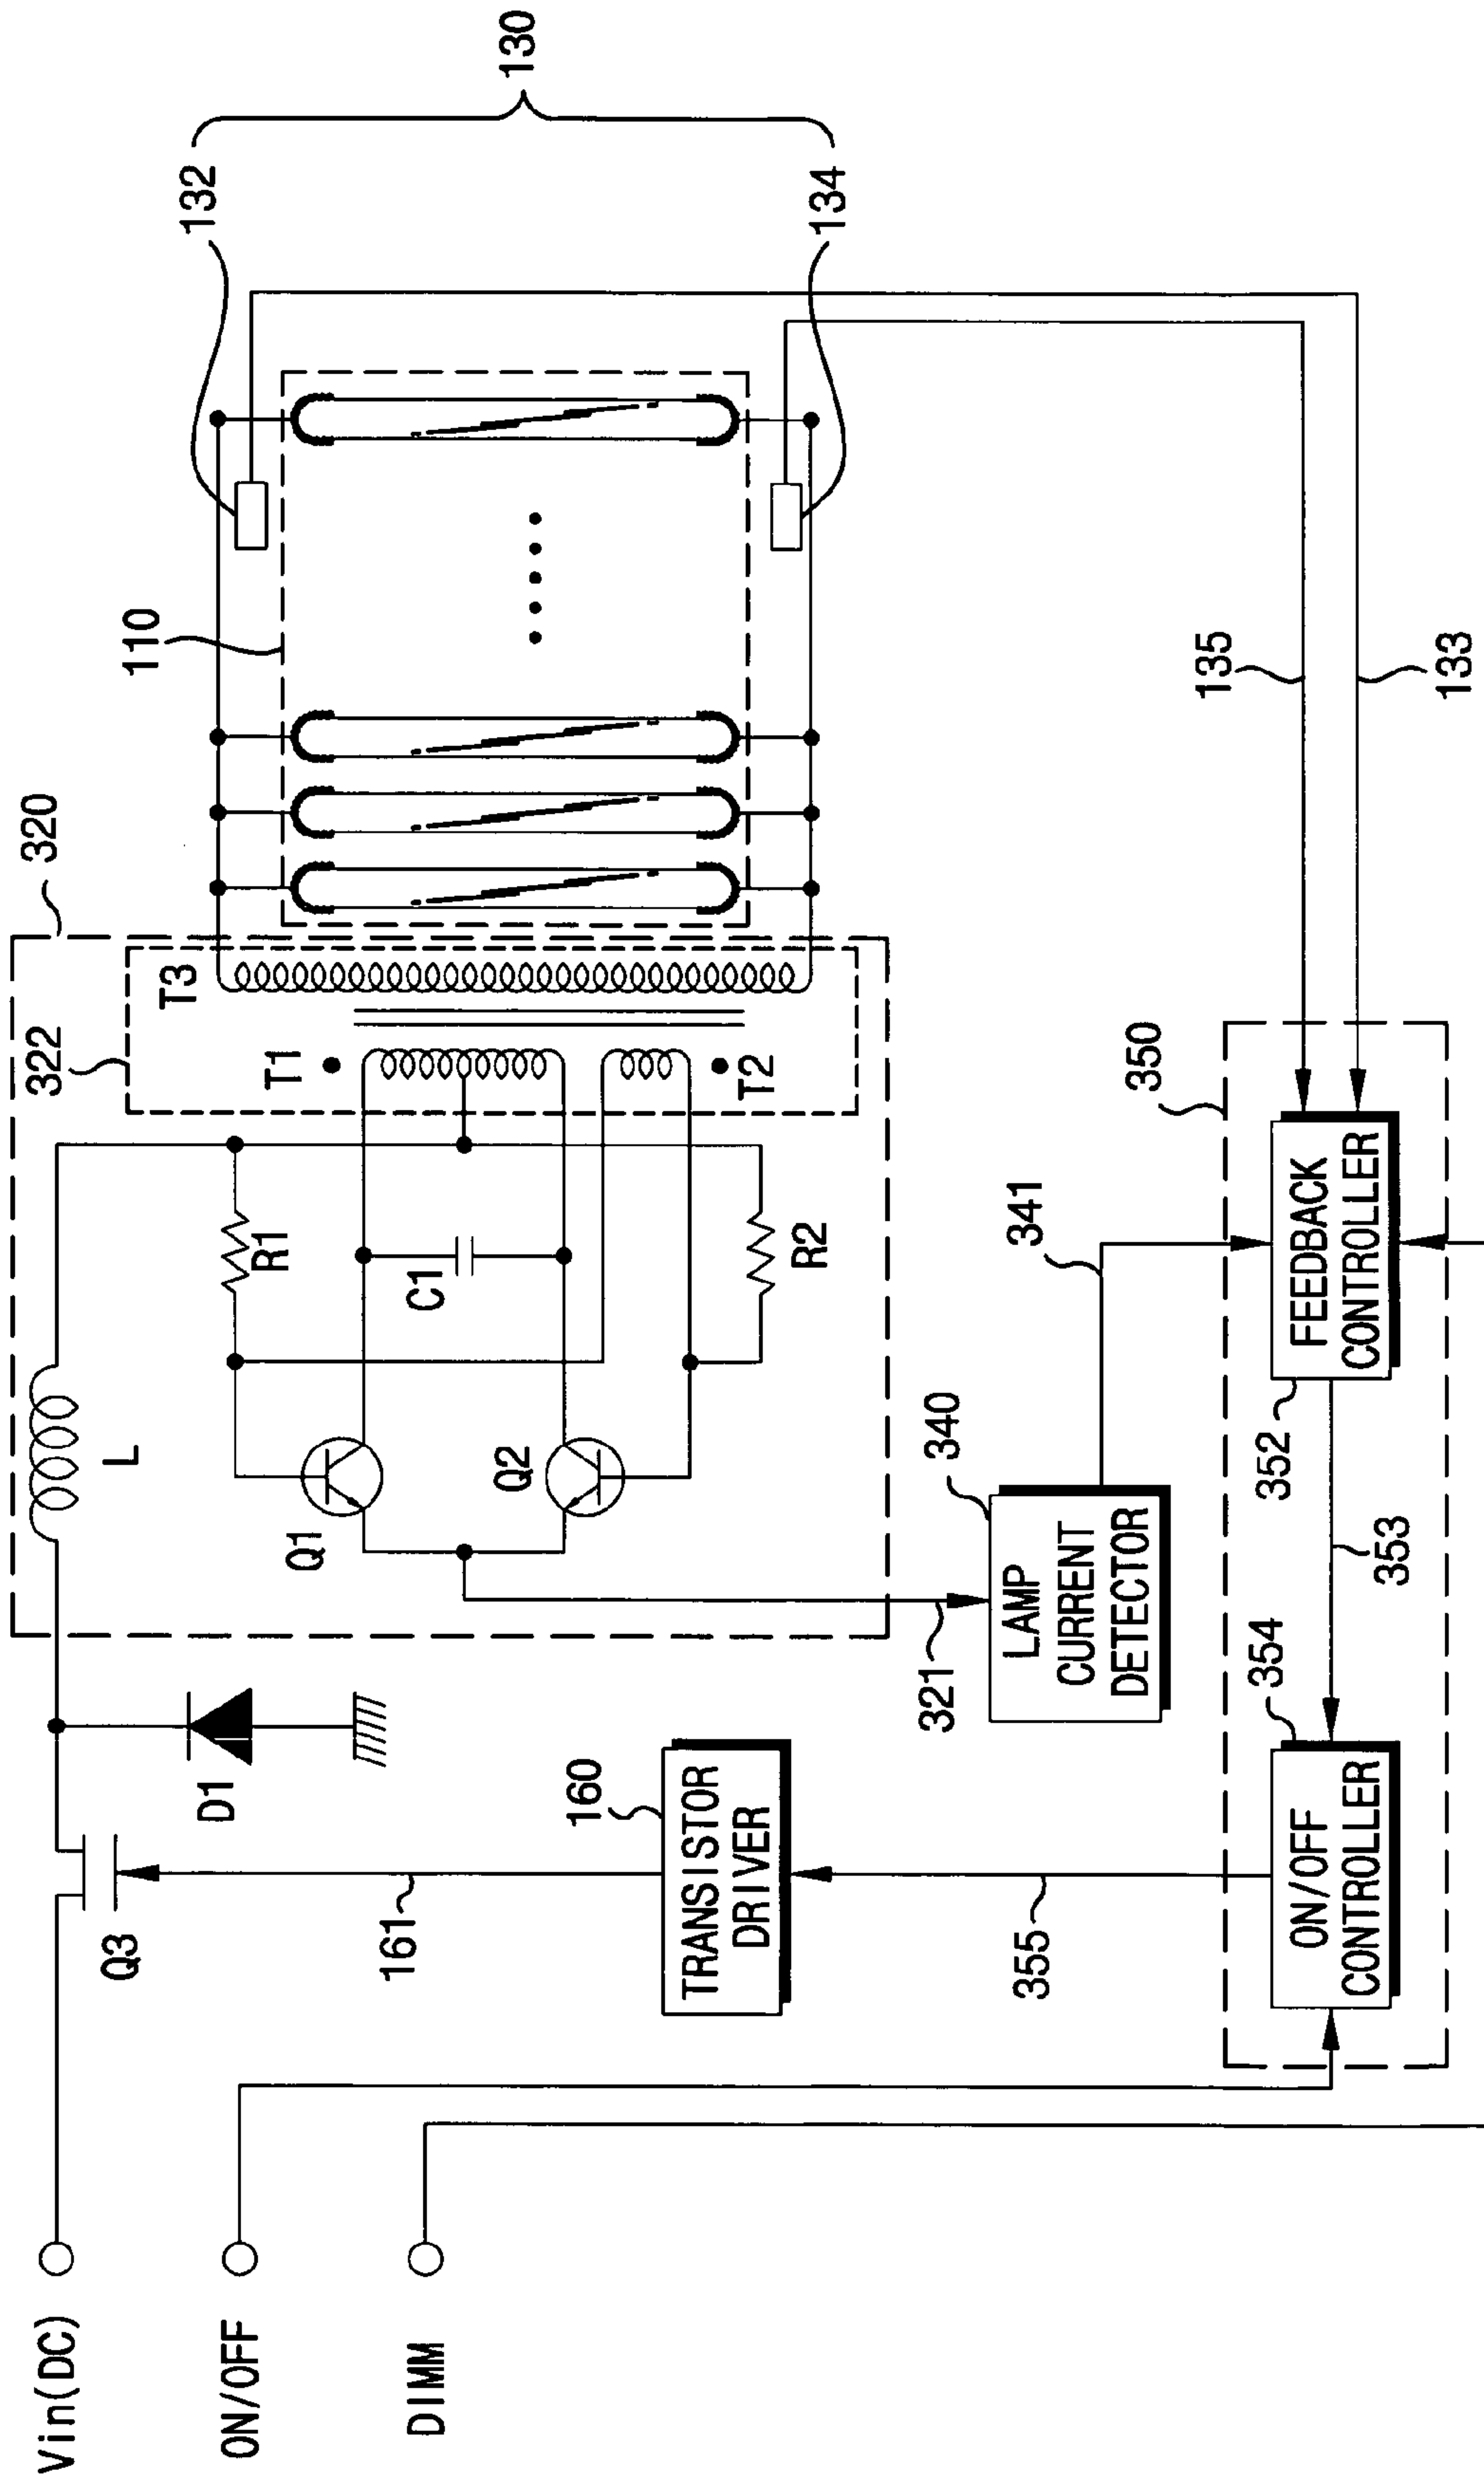 Vin(DC)
ON/OFF
DIMM
Q3
D1
L
320
322
T3
T1
T2
R1
C1
R2
Q1
Q2
110
132
130
134
161
160
TRANSISTOR
DRIVER
321
340
LAMP
CURRENT
DETECTOR
341
355
354
ON/OFF
CONTROLLER
353
352
FEEDBACK
CONTROLLER
350
135
133